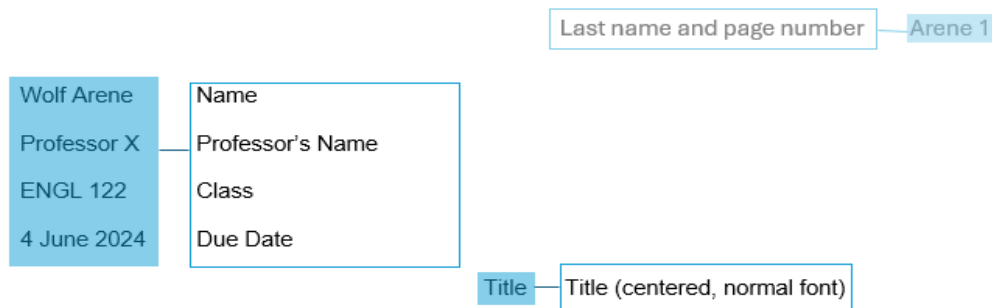 Last name and page number Arene 1
Wolf Arene Name
Professor X Professor’s Name
ENGL 122 Class
4 June 2024 Due Date
Title Title (centered, normal font)